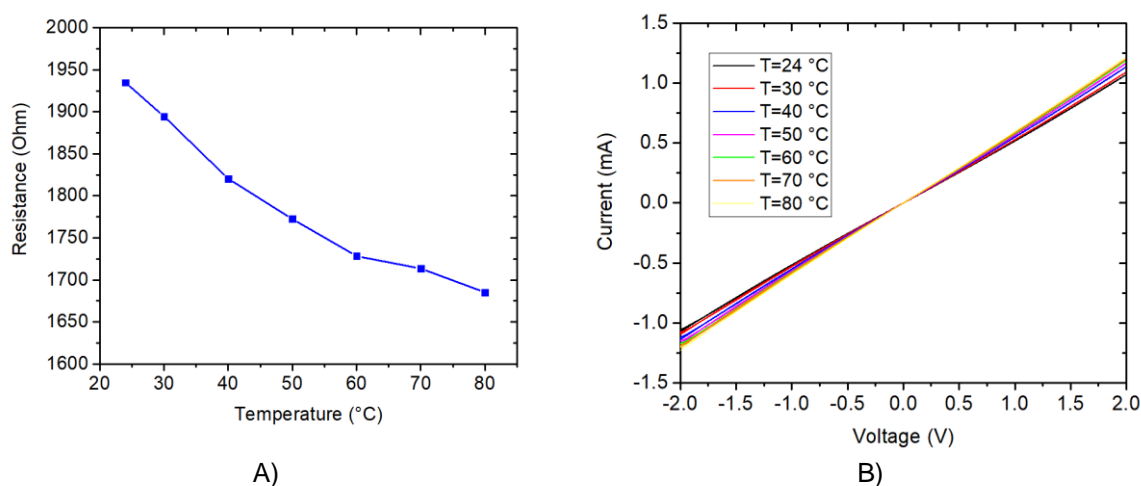 2000
1950
1900
1850
1800
1750
1700
1650
1600
Resistance (Ohm)
20 30 40 50 60 70 80
Temperature (°C)
A)
1.5
1.0
0.5
0.0
-0.5
-1.0
-1.5
Current (mA)
T=24 °C
T=30 °C
T=40 °C
T=50 °C
T=60 °C
T=70 °C
T=80 °C
-2.0 -1.5 -1.0 -0.5 0.0 0.5 1.0 1.5 2.0
Voltage (V)
B)